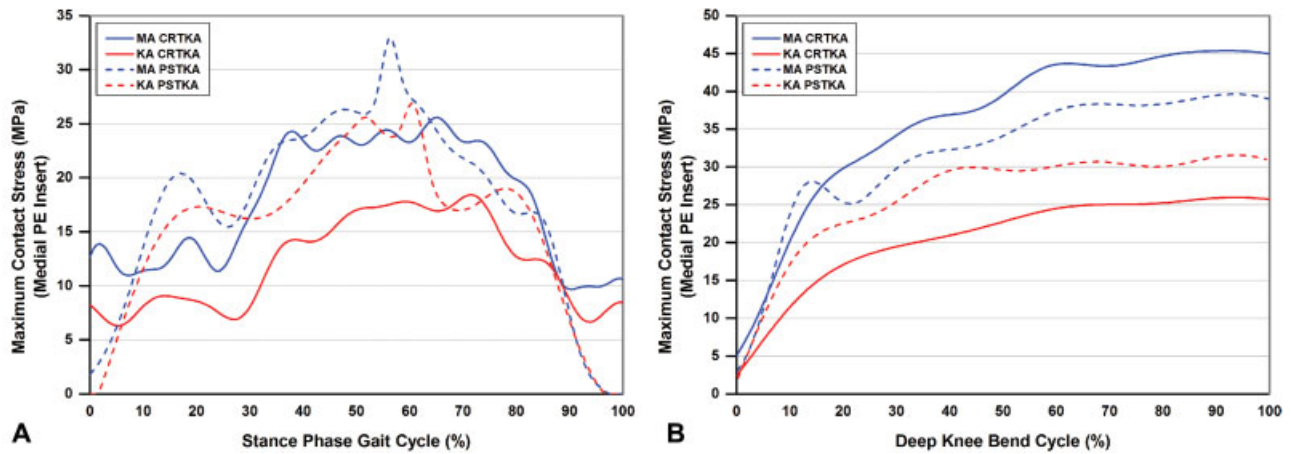 35
30
25
20
15
10
5
0
MA CRTKA
KA CRTKA
MA PSTKA
KA PSTKA
Maximum Contact Stress (MPa)
(Medial PE Insert)
0 10 20 30 40 50 60 70 80 90 100
Stance Phase Gait Cycle (%)
A
50
45
40
35
30
25
20
15
10
5
0
MA CRTKA
KA CRTKA
MA PSTKA
KA PSTKA
Maximum Contact Stress (MPa)
(Medial PE Insert)
0 10 20 30 40 50 60 70 80 90 100
Deep Knee Bend Cycle (%)
B